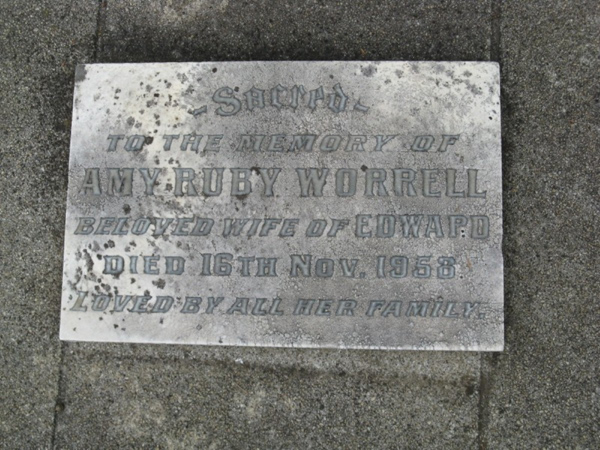 - Sacred -
TO THE MEMORY OF
AMY RUBY WORRELL
BELOVED WIFE OF EDWARD
DIED 16TH NOV. 1958.
LOVED BY ALL HER FAMILY.